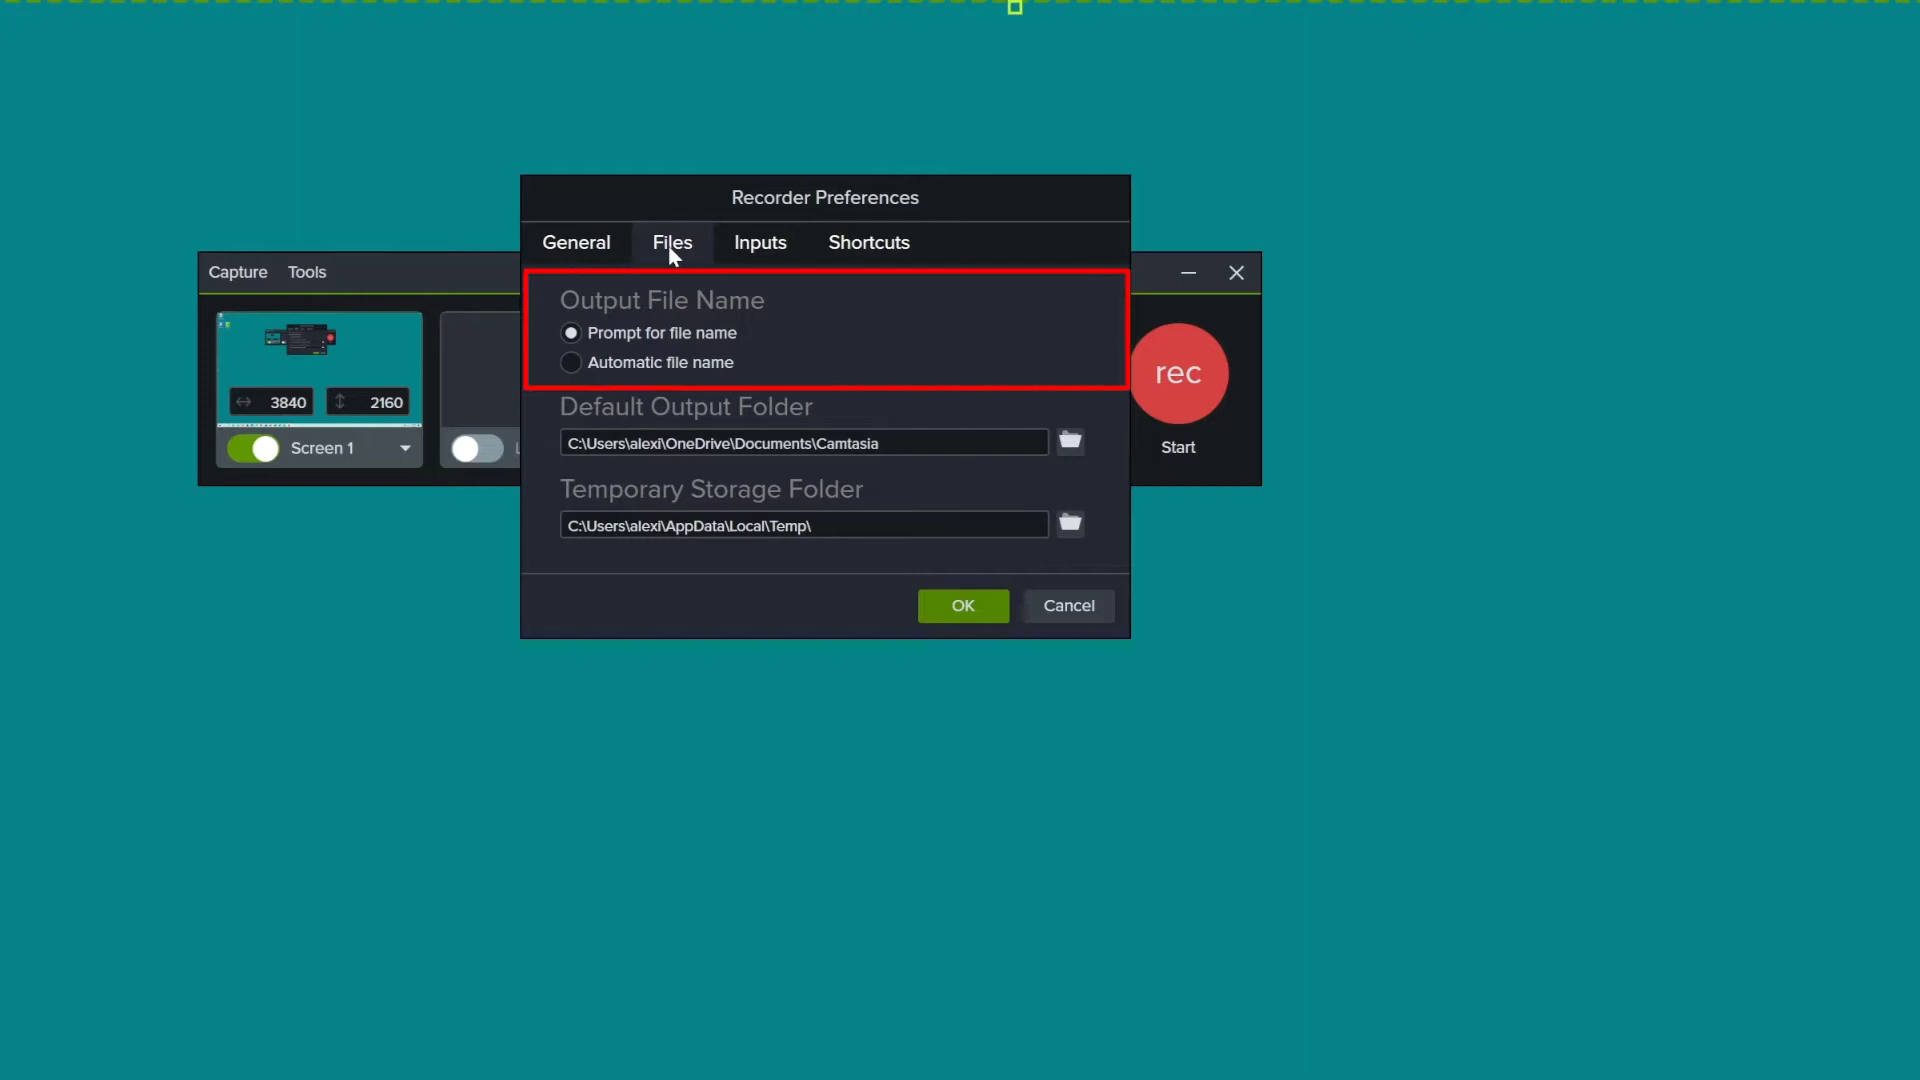 Recorder Preferences
General Files Inputs Shortcuts
Capture Tools
Output File Name
Prompt for file name
Automatic file name
3840 2160
Screen 1
rec
Start
Default Output Folder
C:\Users\alexi\OneDrive\Documents\Camtasia
Temporary Storage Folder
C:\Users\alexi\AppData\Local\Temp\
OK Cancel